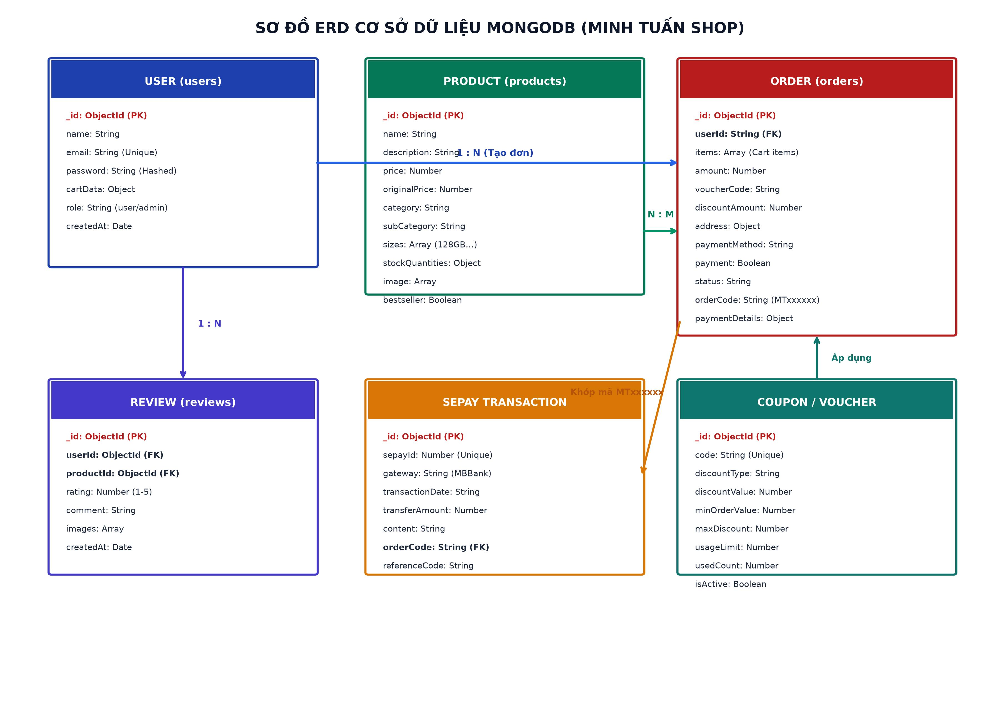 SƠ ĐỒ ERD CƠ SỞ DỮ LIỆU MONGODB (MINH TUẤN SHOP)
USER (users)
_id: ObjectId (PK)
name: String
email: String (Unique)
password: String (Hashed)
cartData: Object
role: String (user/admin)
createdAt: Date
PRODUCT (products)
_id: ObjectId (PK)
name: String
description: String
price: Number
originalPrice: Number
category: String
subCategory: String
sizes: Array (128GB...)
stockQuantities: Object
image: Array
bestseller: Boolean
1 : N (Tạo đơn)
N : M
ORDER (orders)
_id: ObjectId (PK)
userId: String (FK)
items: Array (Cart items)
amount: Number
voucherCode: String
discountAmount: Number
address: Object
paymentMethod: String
payment: Boolean
status: String
orderCode: String (MTxxxxxx)
paymentDetails: Object
1 : N
Áp dụng
REVIEW (reviews)
_id: ObjectId (PK)
userId: ObjectId (FK)
productId: ObjectId (FK)
rating: Number (1-5)
comment: String
images: Array
createdAt: Date
Khớp mã MTxxxxxx
SEPAY TRANSACTION
_id: ObjectId (PK)
sepayId: Number (Unique)
gateway: String (MBBank)
transactionDate: String
transferAmount: Number
content: String
orderCode: String (FK)
referenceCode: String
COUPON / VOUCHER
_id: ObjectId (PK)
code: String (Unique)
discountType: String
discountValue: Number
minOrderValue: Number
maxDiscount: Number
usageLimit: Number
usedCount: Number
isActive: Boolean